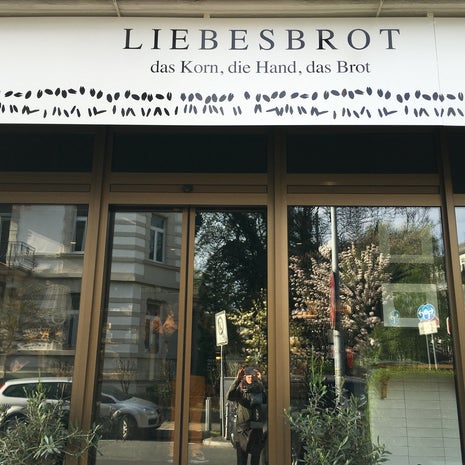 LIEBESBROT
das Korn, die Hand, das Brot